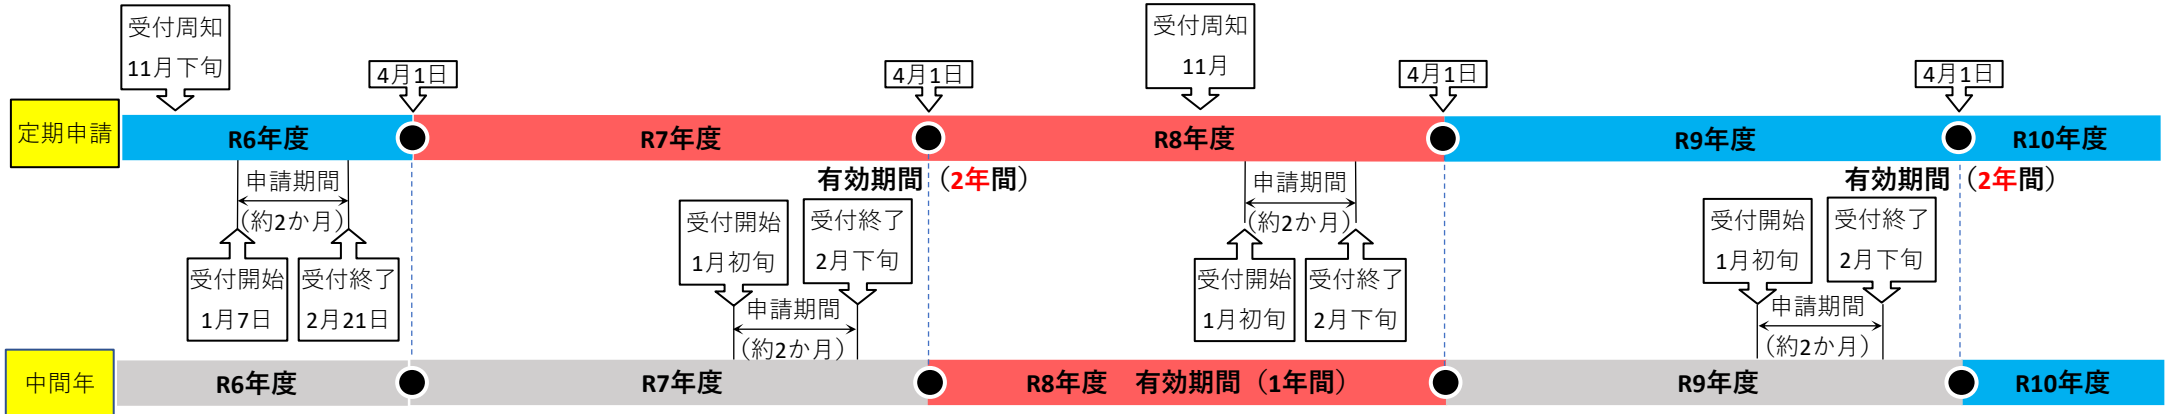 受付周知
11月下旬
4月1日
4月1日
受付周知
11月
4月1日
4月1日
定期申請
R6年度
R7年度
R8年度
R9年度
R10年度
有効期間（2年間）
有効期間（2年間）
申請期間
（約2か月）
受付開始
1月7日
受付終了
2月21日
受付開始
1月初旬
受付終了
2月下旬
申請期間
（約2か月）
申請期間
（約2か月）
受付開始
1月初旬
受付終了
2月下旬
受付開始
1月初旬
受付終了
2月下旬
申請期間
（約2か月）
中間年
R6年度
R7年度
R8年度　有効期間（1年間）
R9年度
R10年度